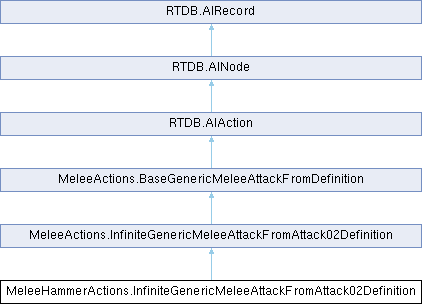 RTDB.AIRecord
RTDB.AINode
RTDB.AIAction
MeleeActions.BaseGenericMeleeAttackFromDefinition
MeleeActions.InfiniteGenericMeleeAttackFromAttack02Definition
MeleeHammerActions.InfiniteGenericMeleeAttackFromAttack02Definition